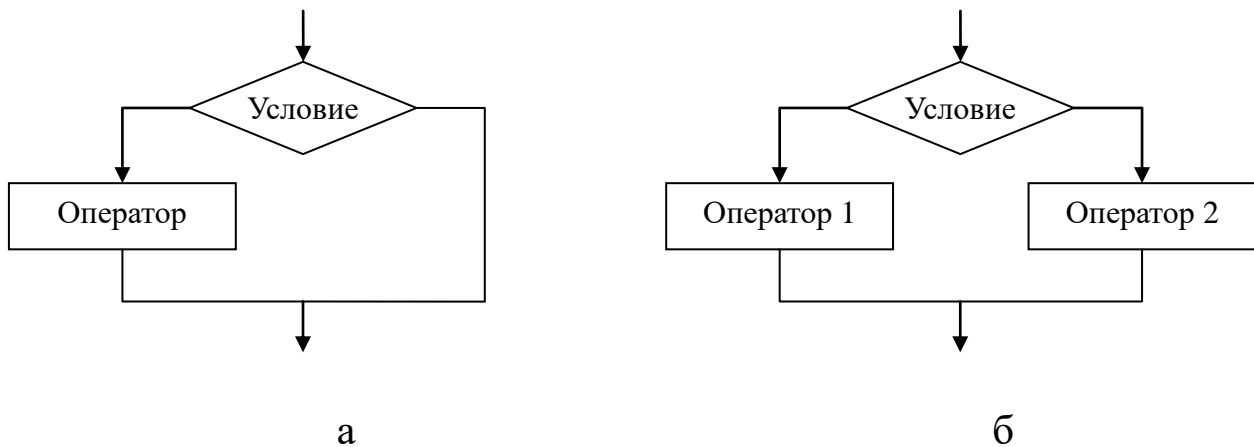 Условие
Оператор
а
Условие
Оператор 1
Оператор 2
б